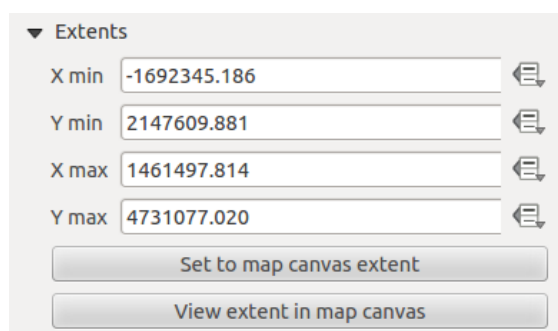 Extents
X min -1692345.186
Y min 2147609.881
X max 1461497.814
Y max 4731077.020
Set to map canvas extent
View extent in map canvas